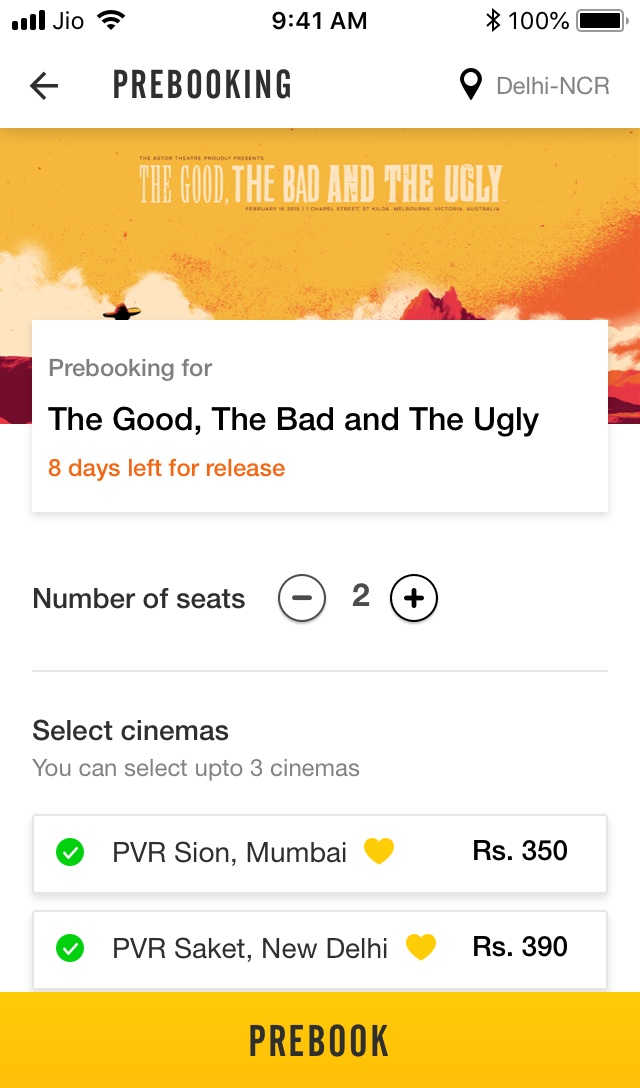 Jio 9:41 AM 100%
PREBOOKING Delhi-NCR
THE ASTOR THEATRE PROUDLY PRESENTS
THE GOOD, THE BAD AND THE UGLY
FEBRUARY 15 2015 | 1 CHAPEL STREET, ST KILDA, MELBOURNE, VICTORIA, AUSTRALIA
Prebooking for
The Good, The Bad and The Ugly
8 days left for release
Number of seats 2
Select cinemas
You can select upto 3 cinemas
PVR Sion, Mumbai Rs. 350
PVR Saket, New Delhi Rs. 390
PREBOOK